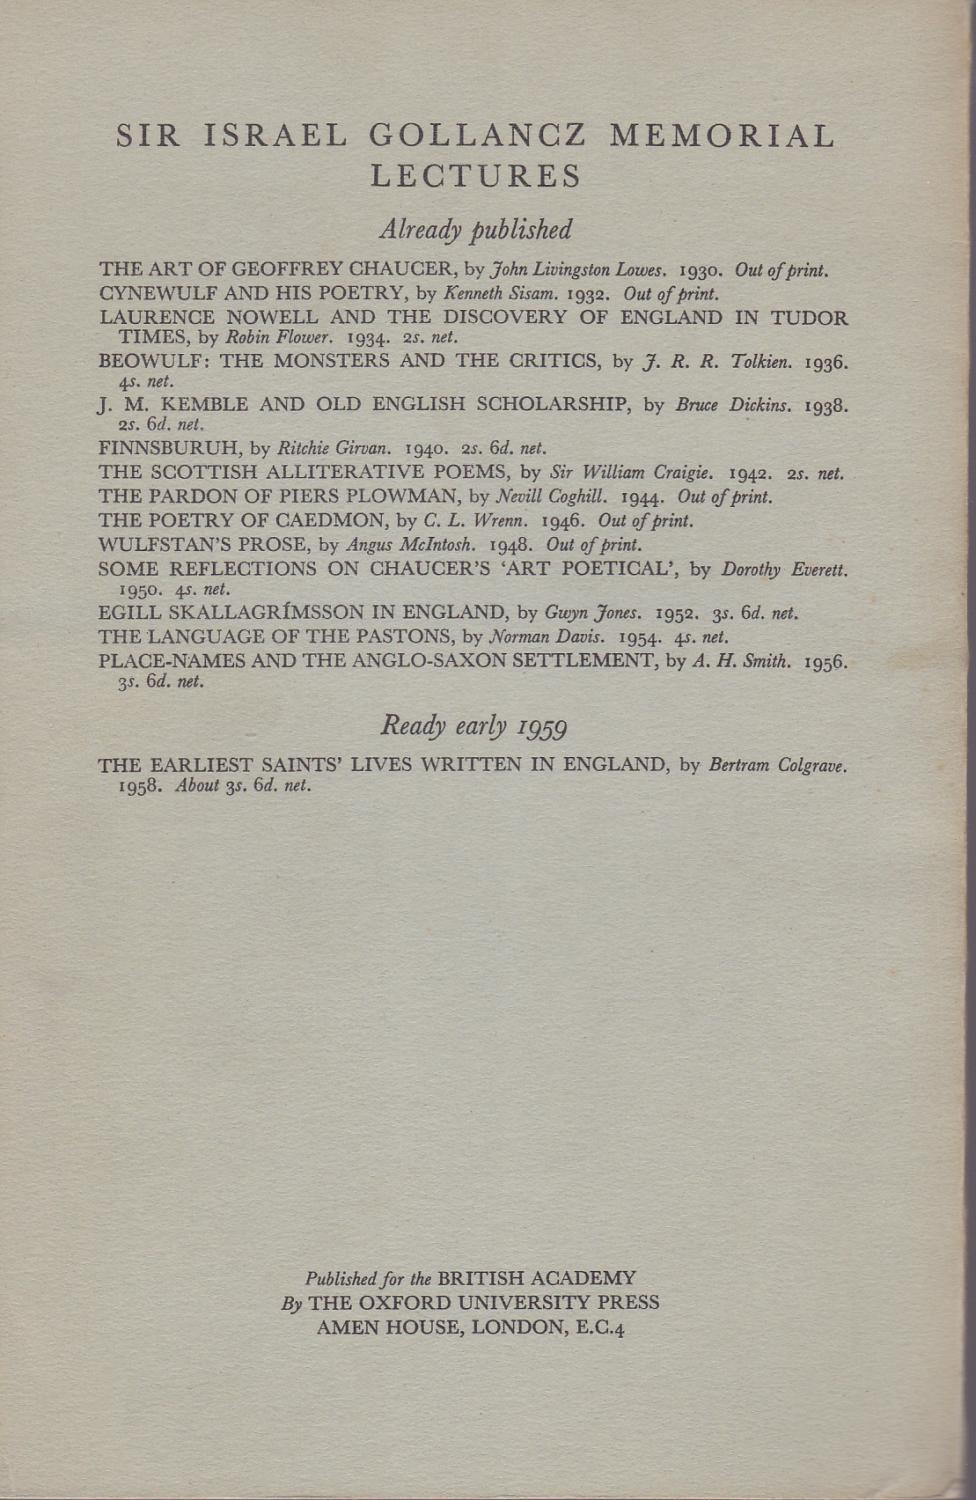 SIR ISRAEL GOLLANCZ MEMORIAL
LECTURES
Already published
THE ART OF GEOFFREY CHAUCER, by John Livingston Lowes. 1930. Out of print.
CYNEWULF AND HIS POETRY, by Kenneth Sisam. 1932. Out of print.
LAURENCE NOWELL AND THE DISCOVERY OF ENGLAND IN TUDOR
TIMES, by Robin Flower. 1934. 2s. net.
BEOWULF: THE MONSTERS AND THE CRITICS, by J. R. R. Tolkien. 1936.
4s. net.
J. M. KEMBLE AND OLD ENGLISH SCHOLARSHIP, by Bruce Dickins. 1938.
2s. 6d. net.
FINNSBURUH, by Ritchie Girvan. 1940. 2s. 6d. net.
THE SCOTTISH ALLITERATIVE POEMS, by Sir William Craigie. 1942. 2s. net.
THE PARDON OF PIERS PLOWMAN, by Nevill Coghill. 1944. Out of print.
THE POETRY OF CAEDMON, by C. L. Wrenn. 1946. Out of print.
WULFSTAN'S PROSE, by Angus McIntosh. 1948. Out of print.
SOME REFLECTIONS ON CHAUCER'S ‘ART POETICAL’, by Dorothy Everett.
1950. 4s. net.
EGILL SKALLAGRÍMSSON IN ENGLAND, by Gwyn Jones. 1952. 3s. 6d. net.
THE LANGUAGE OF THE PASTONS, by Norman Davis. 1954. 4s. net.
PLACE-NAMES AND THE ANGLO-SAXON SETTLEMENT, by A. H. Smith. 1956.
3s. 6d. net.
Ready early 1959
THE EARLIEST SAINTS' LIVES WRITTEN IN ENGLAND, by Bertram Colgrave.
1958. About 3s. 6d. net.
Published for the BRITISH ACADEMY
By THE OXFORD UNIVERSITY PRESS
AMEN HOUSE, LONDON, E.C.4